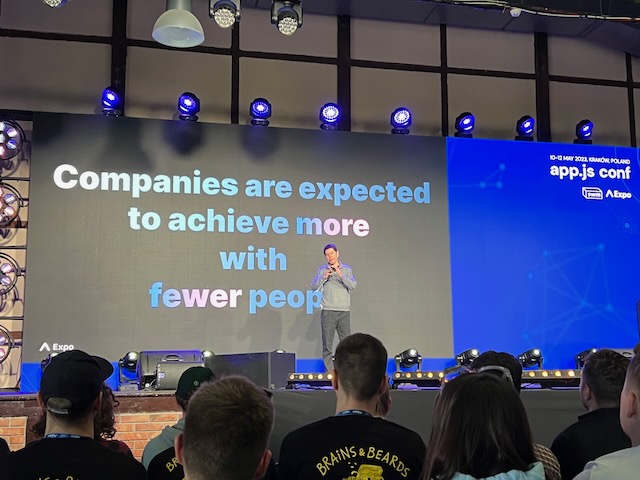 Companies are expected
to achieve more
with
fewer peop
Expo
10-12 MAY 2023, KRAKÓW, POLAND
app.js conf
Expo
BRAINS & BEARDS